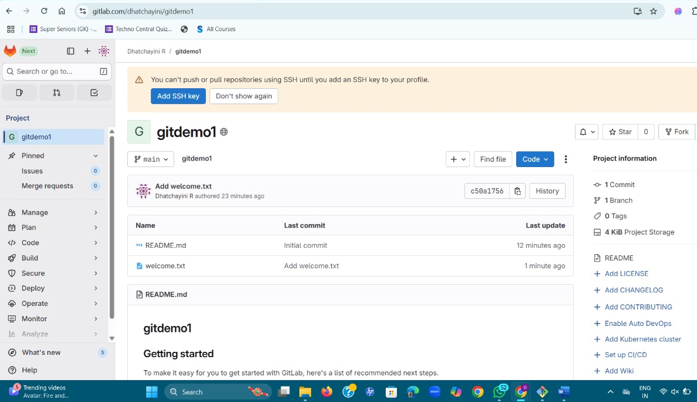 gitlab.com/dhatchayini/gitdemo1
Super Seniors (GK) -... Techno Central Quiz... All Courses
Next
Search or go to...
Project
G gitdemo1
Pinned
Issues 0
Merge requests 0
Manage
Plan
Code
Build
Secure
Deploy
Operate
Monitor
Analyze
What's new 5
Help
Dhatchayini R / gitdemo1
You can't push or pull repositories using SSH until you add an SSH key to your profile.
Add SSH key Don't show again
G gitdemo1
Star 0 Fork
main gitdemo1
+ Find file Code
Add welcome.txt
Dhatchayini R authored 23 minutes ago
c50a1756 History
Name Last commit Last update
README.md Initial commit 12 minutes ago
welcome.txt Add welcome.txt 1 minute ago
README.md
gitdemo1
Getting started
To make it easy for you to get started with GitLab, here's a list of recommended next steps.
Project information
1 Commit
1 Branch
0 Tags
4 KiB Project Storage
README
+ Add LICENSE
+ Add CHANGELOG
+ Add CONTRIBUTING
+ Enable Auto DevOps
+ Add Kubernetes cluster
+ Set up CI/CD
+ Add Wiki
Trending videos
Avatar: Fire and...
Search
ENG
IN